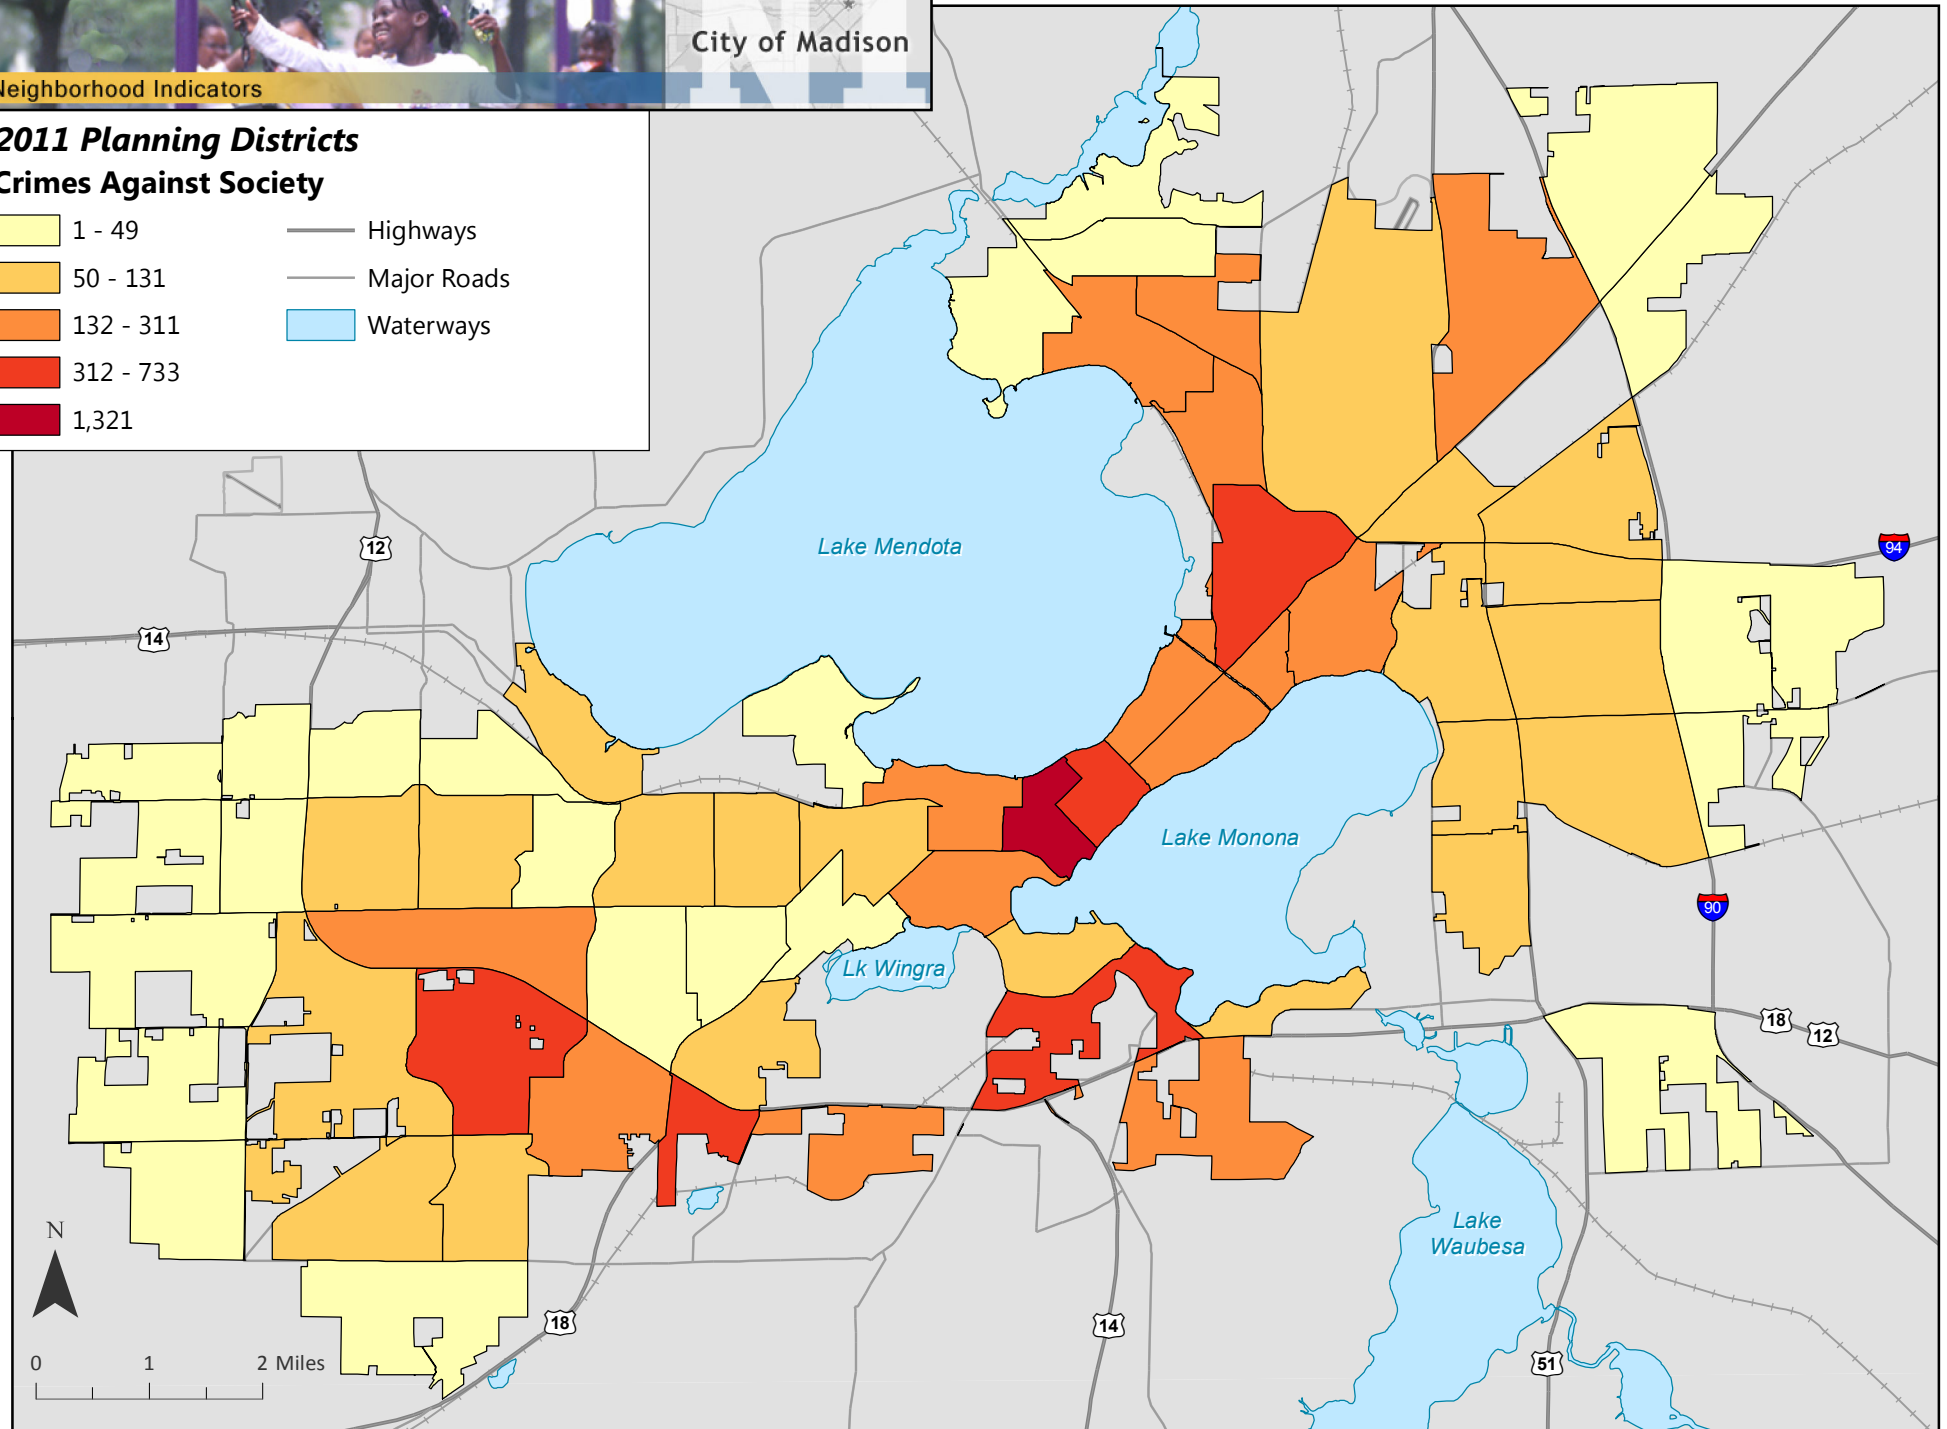 City of Madison
Neighborhood Indicators
2011 Planning Districts
Crimes Against Society
1 - 49
50 - 131
132 - 311
312 - 733
1,321
Highways
Major Roads
Waterways
12
14
Lake Mendota
94
Lake Monona
90
Lk Wingra
18
12
Lake
Waubesa
N
18
14
51
0 1 2 Miles